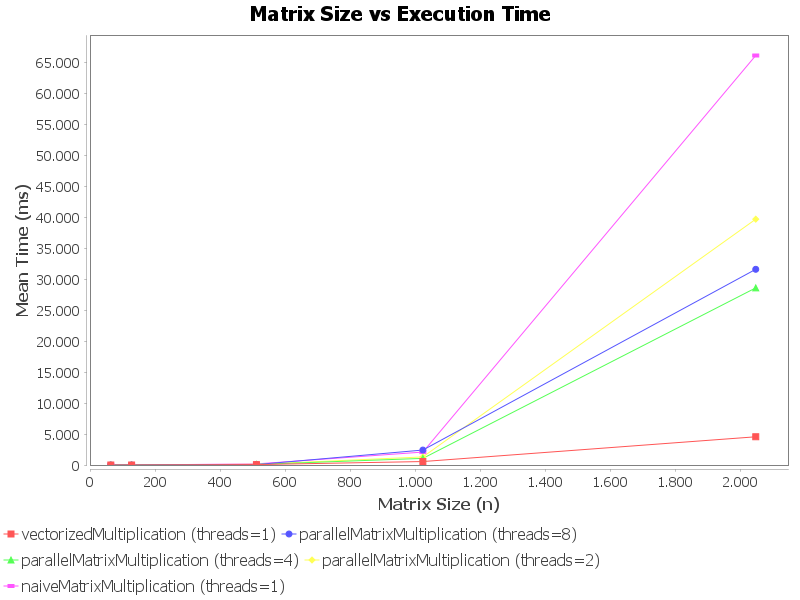 Matrix Size vs Execution Time
Mean Time (ms)
65.000
60.000
55.000
50.000
45.000
40.000
35.000
30.000
25.000
20.000
15.000
10.000
5.000
0
0 200 400 600 800 1.000 1.200 1.400 1.600 1.800 2.000
Matrix Size (n)
vectorizedMultiplication (threads=1) parallelMatrixMultiplication (threads=8)
parallelMatrixMultiplication (threads=4) parallelMatrixMultiplication (threads=2)
naiveMatrixMultiplication (threads=1)